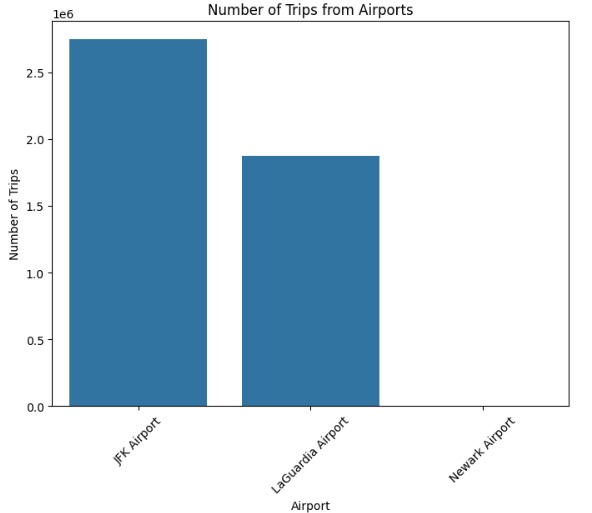 Number of Trips from Airports
1e6
2.5
2.0
1.5
1.0
0.5
0.0
Number of Trips
JFK Airport
LaGuardia Airport
Newark Airport
Airport